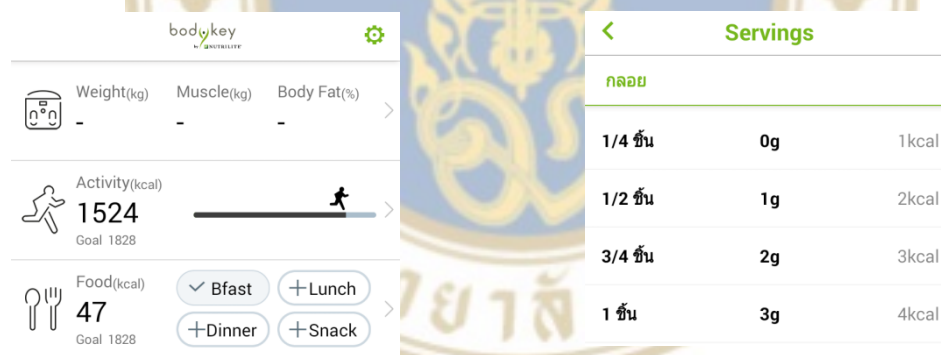 bodykey
by NUTRILITE
Weight(kg) Muscle(kg) Body Fat(%)
- - -
Activity(kcal)
1524
Goal 1828
Food(kcal)
47
Goal 1828
Bfast +Lunch
+Dinner +Snack
Servings
กลอย
1/4 ชิ้น 0g 1kcal
1/2 ชิ้น 1g 2kcal
3/4 ชิ้น 2g 3kcal
1 ชิ้น 3g 4kcal